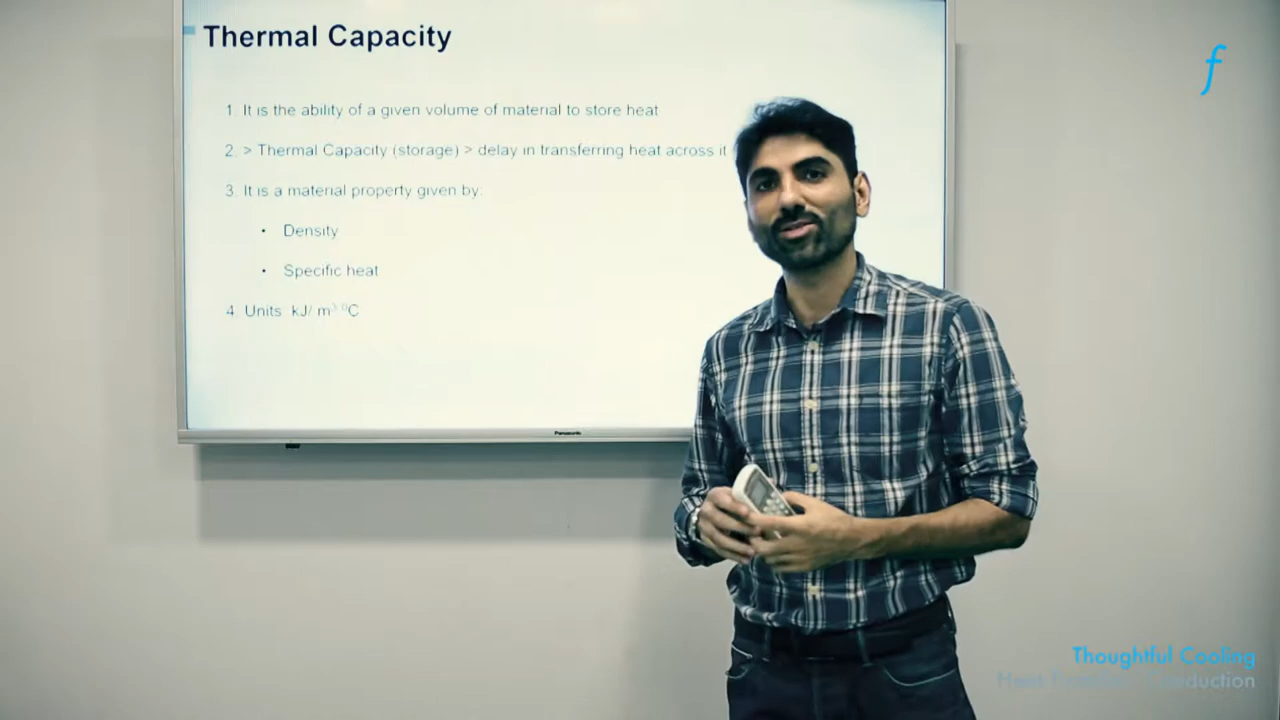 Thermal Capacity
1. It is the ability of a given volume of material to store heat
2. > Thermal Capacity (storage) > delay in transferring heat across it
3. It is a material property given by:
• Density
• Specific heat
4. Units kJ/ m³ ⁰C
Panasonic
f
Thoughtful Cooling
Conduction